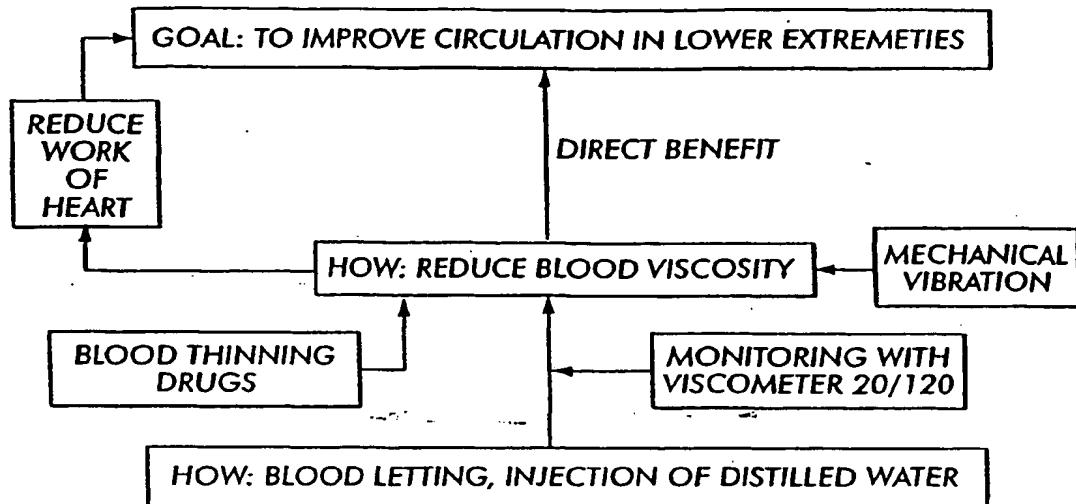 GOAL: TO IMPROVE CIRCULATION IN LOWER EXTREMETIES
REDUCE
WORK
OF
HEART
DIRECT BENEFIT
HOW: REDUCE BLOOD VISCOSITY
MECHANICAL
VIBRATION
BLOOD THINNING
DRUGS
MONITORING WITH
VISCOMETER 20/120
HOW: BLOOD LETTING, INJECTION OF DISTILLED WATER